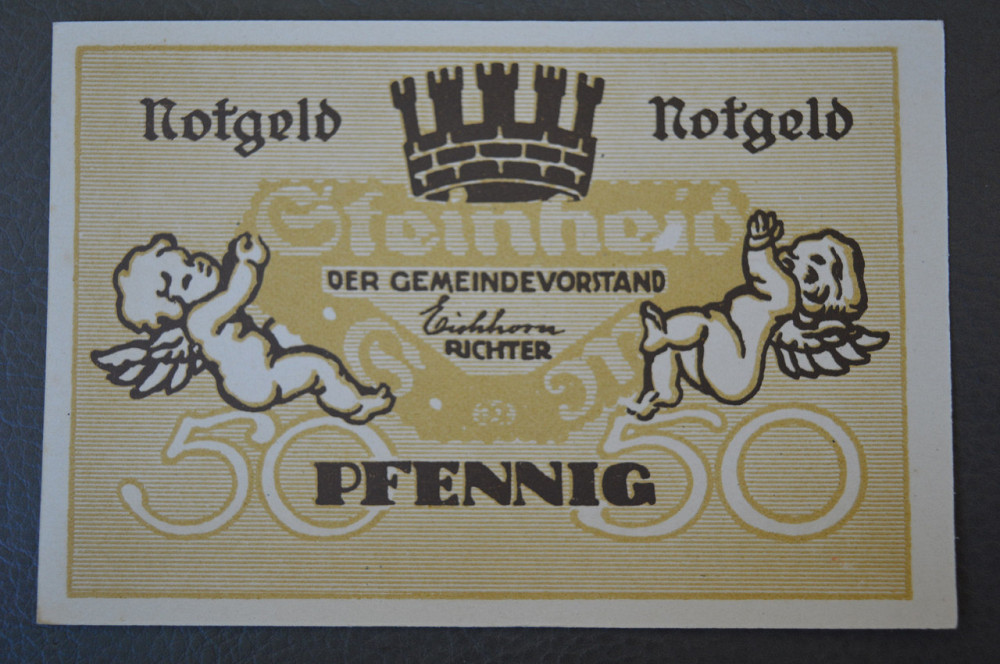 Notgeld Notgeld
Steinheid
DER GEMEINDEVORSTAND
Eichhorn
RICHTER
50 50
PFENNIG